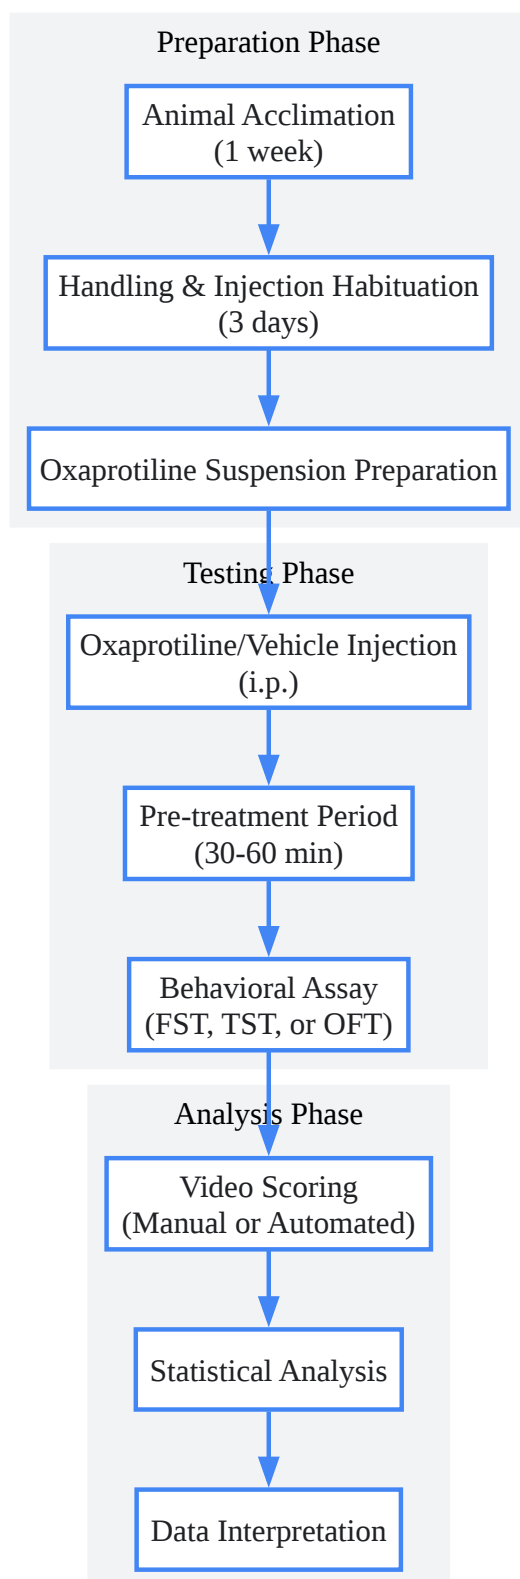 Preparation Phase
Animal Acclimation
(1 week)
Handling & Injection Habituation
(3 days)
Oxaprotiline Suspension Preparation
Testing Phase
Oxaprotiline/Vehicle Injection
(i.p.)
Pre-treatment Period
(30-60 min)
Behavioral Assay
(FST, TST, or OFT)
Analysis Phase
Video Scoring
(Manual or Automated)
Statistical Analysis
Data Interpretation